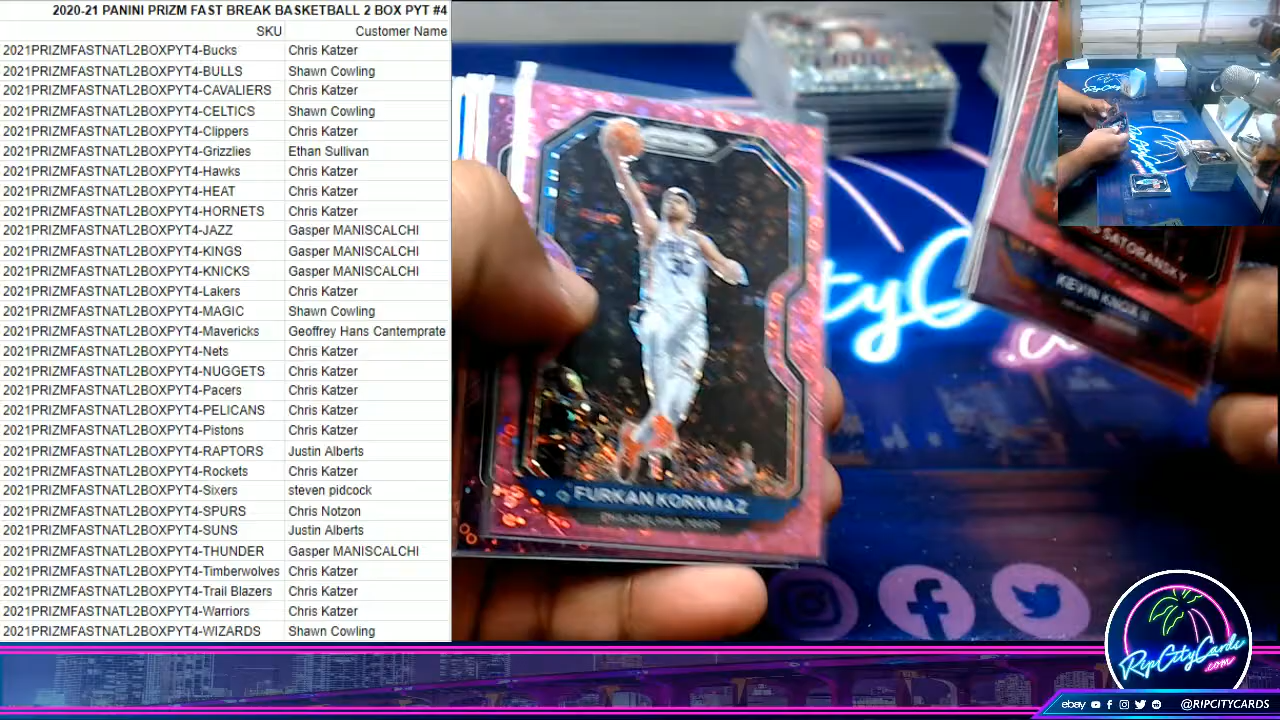 2020-21 PANINI PRIZM FAST BREAK BASKETBALL 2 BOX PYT #4
SKU Customer Name
2021PRIZMFASTNATL2BOXPYT4-Bucks Chris Katzer
2021PRIZMFASTNATL2BOXPYT4-BULLS Shawn Cowling
2021PRIZMFASTNATL2BOXPYT4-CAVALIERS Chris Katzer
2021PRIZMFASTNATL2BOXPYT4-CELTICS Shawn Cowling
2021PRIZMFASTNATL2BOXPYT4-Clippers Chris Katzer
2021PRIZMFASTNATL2BOXPYT4-Grizzlies Ethan Sullivan
2021PRIZMFASTNATL2BOXPYT4-Hawks Chris Katzer
2021PRIZMFASTNATL2BOXPYT4-HEAT Chris Katzer
2021PRIZMFASTNATL2BOXPYT4-HORNETS Chris Katzer
2021PRIZMFASTNATL2BOXPYT4-JAZZ Gasper MANISCALCHI
2021PRIZMFASTNATL2BOXPYT4-KINGS Gasper MANISCALCHI
2021PRIZMFASTNATL2BOXPYT4-KNICKS Gasper MANISCALCHI
2021PRIZMFASTNATL2BOXPYT4-Lakers Chris Katzer
2021PRIZMFASTNATL2BOXPYT4-MAGIC Shawn Cowling
2021PRIZMFASTNATL2BOXPYT4-Mavericks Geoffrey Hans Cantemprate
2021PRIZMFASTNATL2BOXPYT4-Nets Chris Katzer
2021PRIZMFASTNATL2BOXPYT4-NUGGETS Chris Katzer
2021PRIZMFASTNATL2BOXPYT4-Pacers Chris Katzer
2021PRIZMFASTNATL2BOXPYT4-PELICANS Chris Katzer
2021PRIZMFASTNATL2BOXPYT4-Pistons Chris Katzer
2021PRIZMFASTNATL2BOXPYT4-RAPTORS Justin Alberts
2021PRIZMFASTNATL2BOXPYT4-Rockets Chris Katzer
2021PRIZMFASTNATL2BOXPYT4-Sixers steven pidcock
2021PRIZMFASTNATL2BOXPYT4-SPURS Chris Notzon
2021PRIZMFASTNATL2BOXPYT4-SUNS Justin Alberts
2021PRIZMFASTNATL2BOXPYT4-THUNDER Gasper MANISCALCHI
2021PRIZMFASTNATL2BOXPYT4-Timberwolves Chris Katzer
2021PRIZMFASTNATL2BOXPYT4-Trail Blazers Chris Katzer
2021PRIZMFASTNATL2BOXPYT4-Warriors Chris Katzer
2021PRIZMFASTNATL2BOXPYT4-WIZARDS Shawn Cowling
FURKAN KORKMAZ
PHILADELPHIA 76ERS
SATORANSKY
KEVIN KNOX II
ty C
.co
RipCityCards
.com
ebay @RIPCITYCARDS